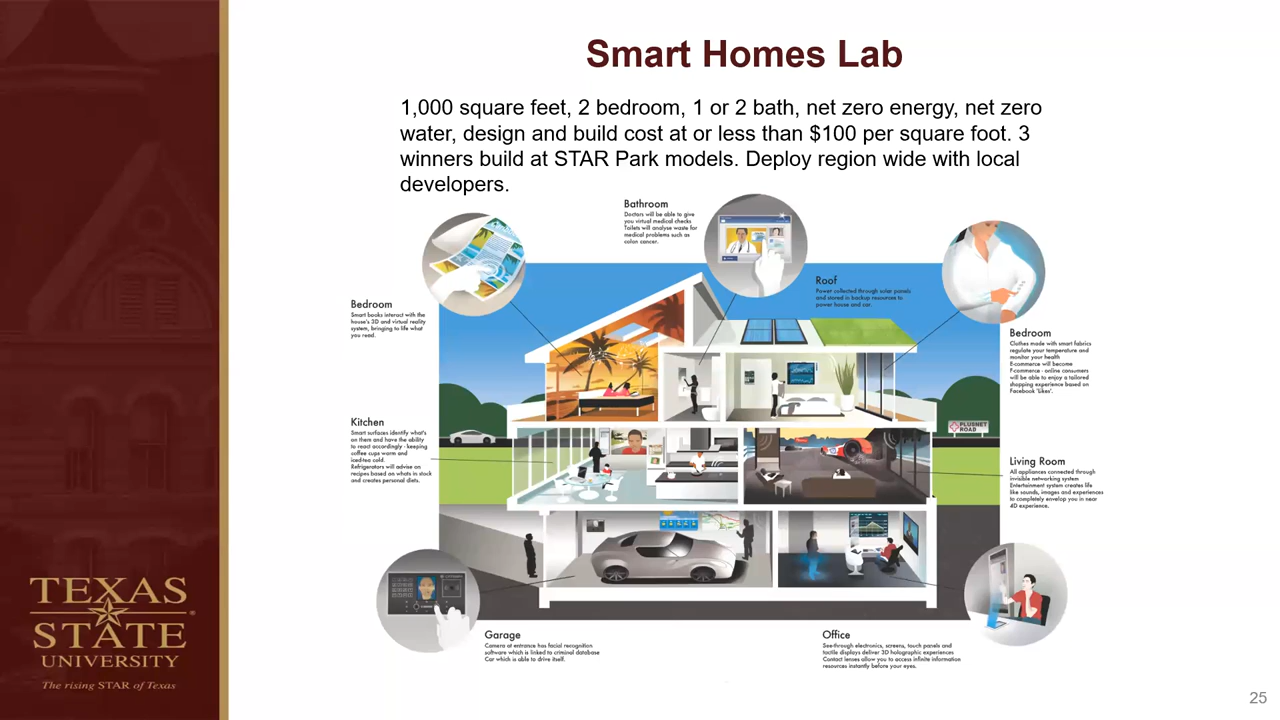 Smart Homes Lab
1,000 square feet, 2 bedroom, 1 or 2 bath, net zero energy, net zero
water, design and build cost at or less than $100 per square foot. 3
winners build at STAR Park models. Deploy region wide with local
developers.
Bathroom
Doctors will be able to give
you virtual medical checks
Toilets will analyse waste for
medical problems such as
colon cancer.
Roof
Power collected through solar panels
and stored in backup resources to
power house and car.
Bedroom
Smart books interact with the
house's 3D and virtual reality
system, bringing to life what
you read.
Bedroom
Clothes made with smart fabrics
regulate your temperature and
monitor your health
E-commerce will become
F-commerce - online consumers
will be able to enjoy a tailored
shopping experience based on
Facebook 'Likes'.
Kitchen
Smart surfaces identify what's
on them and have the ability
to react accordingly - keeping
coffee cups warm and
iced-tea cold.
Refrigerators will advise on
recipes based on whats in stock
and creates personal diets.
PLUSNET
ROAD
Living Room
All appliances connected through
invisible networking system
Entertainment system creates life
like sounds, images and experiences
to completely envelop you in near
4D experience.
Garage
Camera at entrance has facial recognition
software which is linked to criminal database
Car which is able to drive itself.
Office
See-through electronics, screens, touch panels and
tactile displays deliver 3D holographic experiences
Contact lenses allow you to access infinite information
resources instantly before your eyes.
TEXAS
STATE
®
UNIVERSITY
The rising STAR of Texas
25